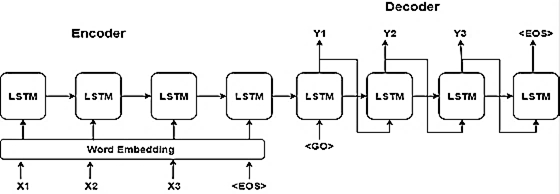 Decoder
Encoder
Y1 Y2 Y3 <EOS>
LSTM LSTM LSTM LSTM LSTM LSTM LSTM LSTM
Word Embedding
<GO>
X1 X2 X3 <EOS>